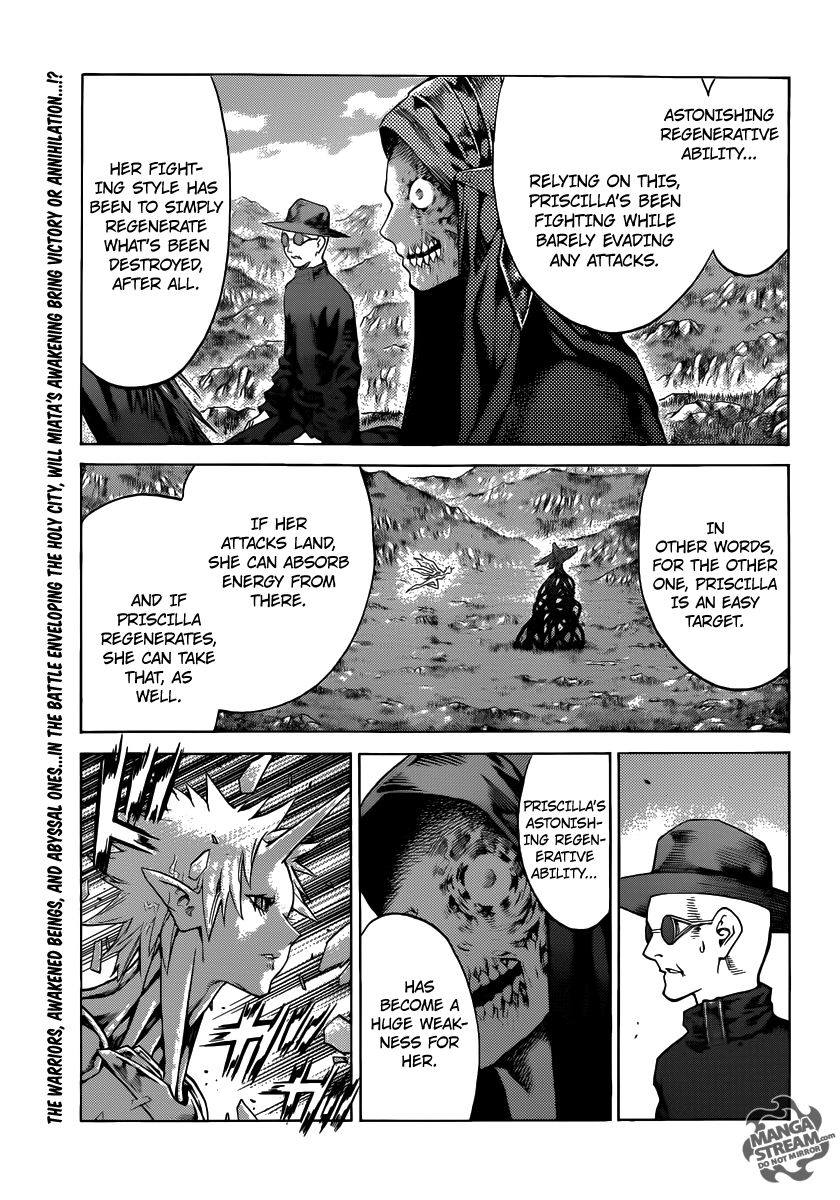 THE WARRIORS, AWAKENED BEINGS, AND ABYSSAL ONES...IN THE BATTLE ENVELOPING THE HOLY CITY, WILL MIATA'S AWAKENING BRING VICTORY OR ANNIHILATION...!?
ASTONISHING
REGENERATIVE
ABILITY...
RELYING ON THIS,
PRISCILLA'S BEEN
FIGHTING WHILE
BARELY EVADING
ANY ATTACKS.
HER FIGHT-
ING STYLE HAS
BEEN TO SIMPLY
REGENERATE
WHAT'S BEEN
DESTROYED,
AFTER ALL.
IN
OTHER WORDS,
FOR THE OTHER
ONE, PRISCILLA
IS AN EASY
TARGET.
IF HER
ATTACKS LAND,
SHE CAN ABSORB
ENERGY FROM
THERE.
AND IF
PRISCILLA
REGENERATES,
SHE CAN TAKE
THAT, AS
WELL.
PRISCILLA'S
ASTONISH-
ING REGEN-
ERATIVE
ABILITY...
HAS
BECOME A
HUGE WEAK-
NESS FOR
HER.
MANGA
STREAM.com
DO NOT MIRROR